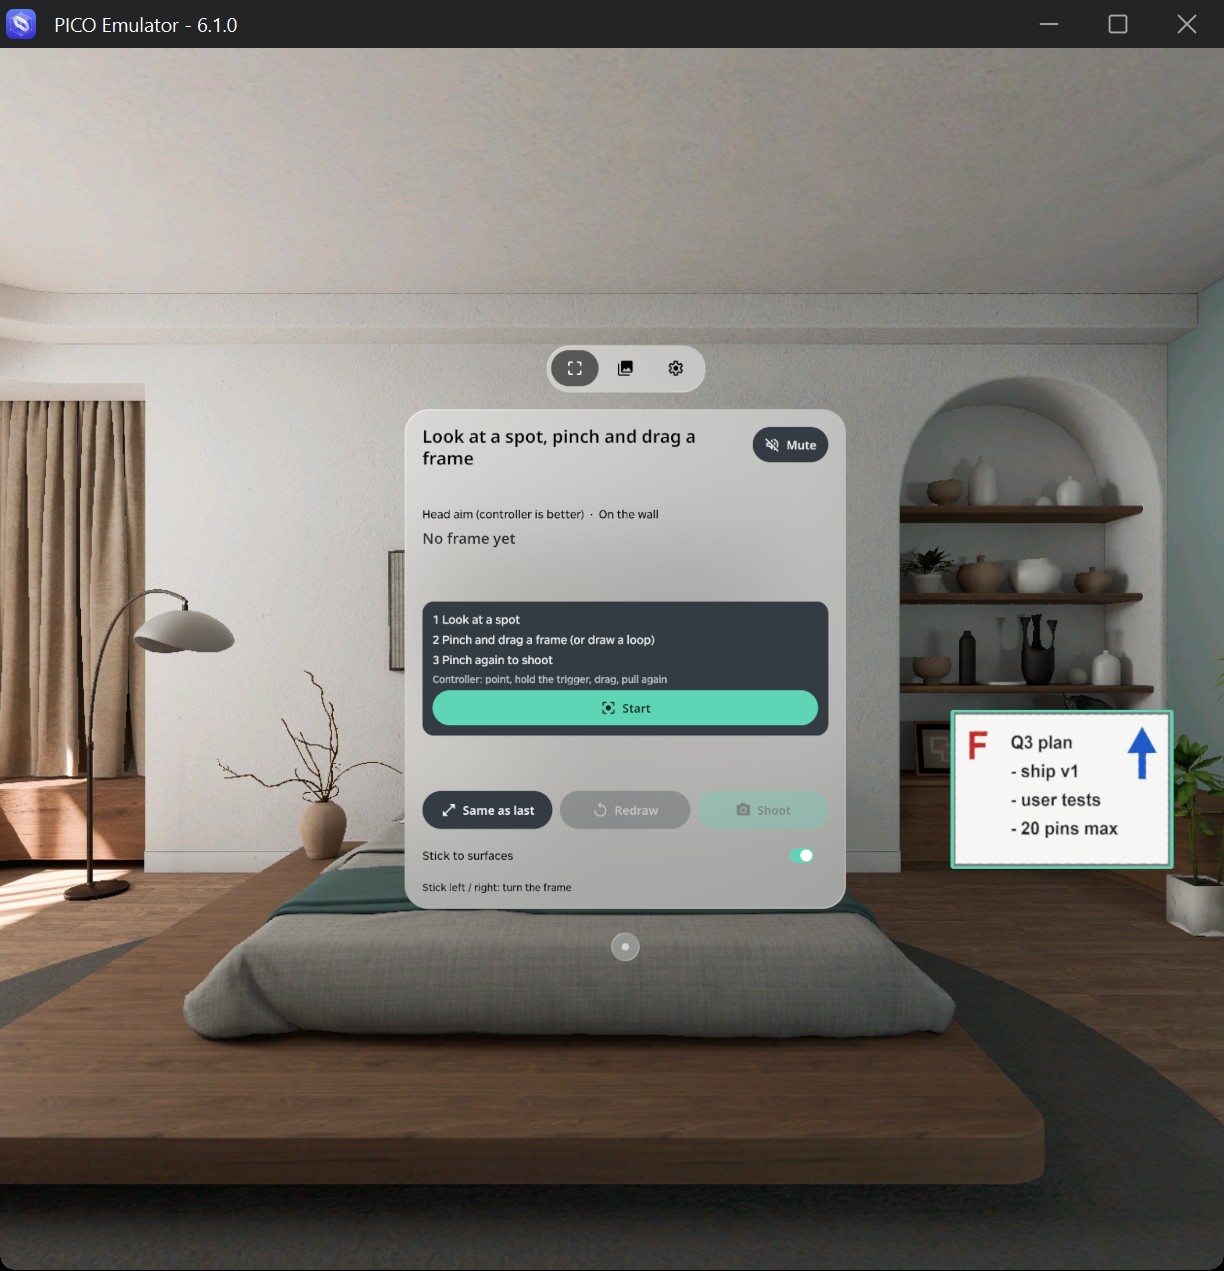 PICO Emulator - 6.1.0
Look at a spot, pinch and drag a
frame
Mute
Head aim (controller is better) · On the wall
No frame yet
1 Look at a spot
2 Pinch and drag a frame (or draw a loop)
3 Pinch again to shoot
Controller: point, hold the trigger, drag, pull again
Start
Same as last
Redraw
Shoot
Stick to surfaces
Stick left / right: turn the frame
F
Q3 plan
- ship v1
- user tests
- 20 pins max